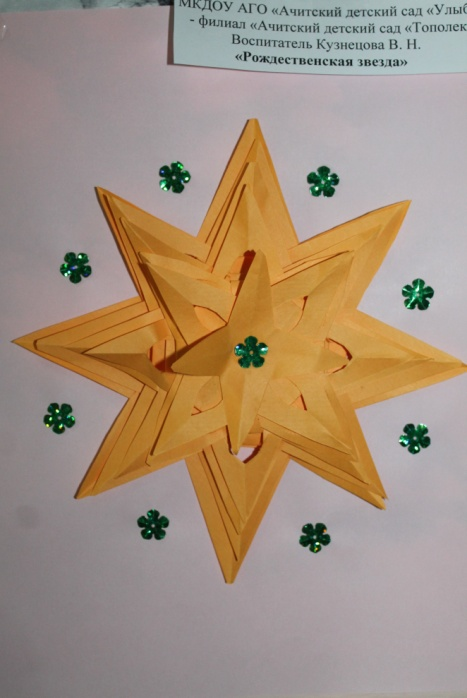 МКДОУ АГО «Ачитский детский сад «Улыб
- филиал «Ачитский детский сад «Тополек
Воспитатель Кузнецова В. Н.
«Рождественская звезда»